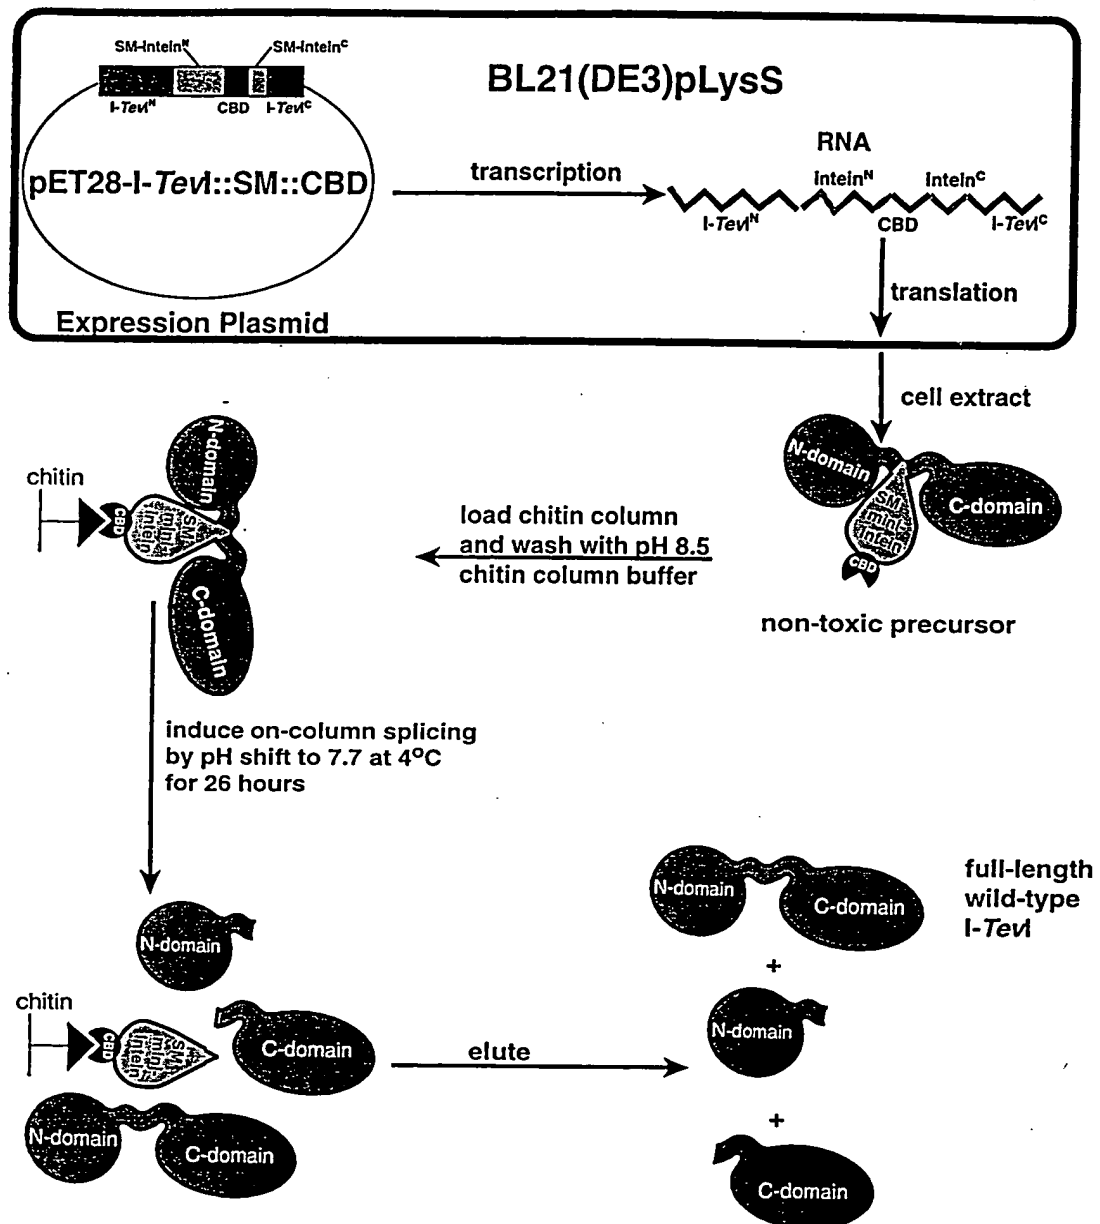 SM-Intein^N
SM-Intein^C
I-TevI^N
CBD
I-TevI^C
BL21(DE3)pLysS
pET28-I-TevI::SM::CBD
transcription
RNA
Intein^N
Intein^C
I-TevI^N
CBD
I-TevI^C
translation
Expression Plasmid
cell extract
N-domain
SM
mini-
intein
C-domain
CBD
non-toxic precursor
load chitin column
and wash with pH 8.5
chitin column buffer
chitin
CBD
SM
mini-
intein
N-domain
C-domain
induce on-column splicing
by pH shift to 7.7 at 4°C
for 26 hours
N-domain
chitin
CBD
SM
mini-
intein
C-domain
N-domain
C-domain
elute
N-domain
C-domain
full-length
wild-type
I-TevI
+
N-domain
+
C-domain